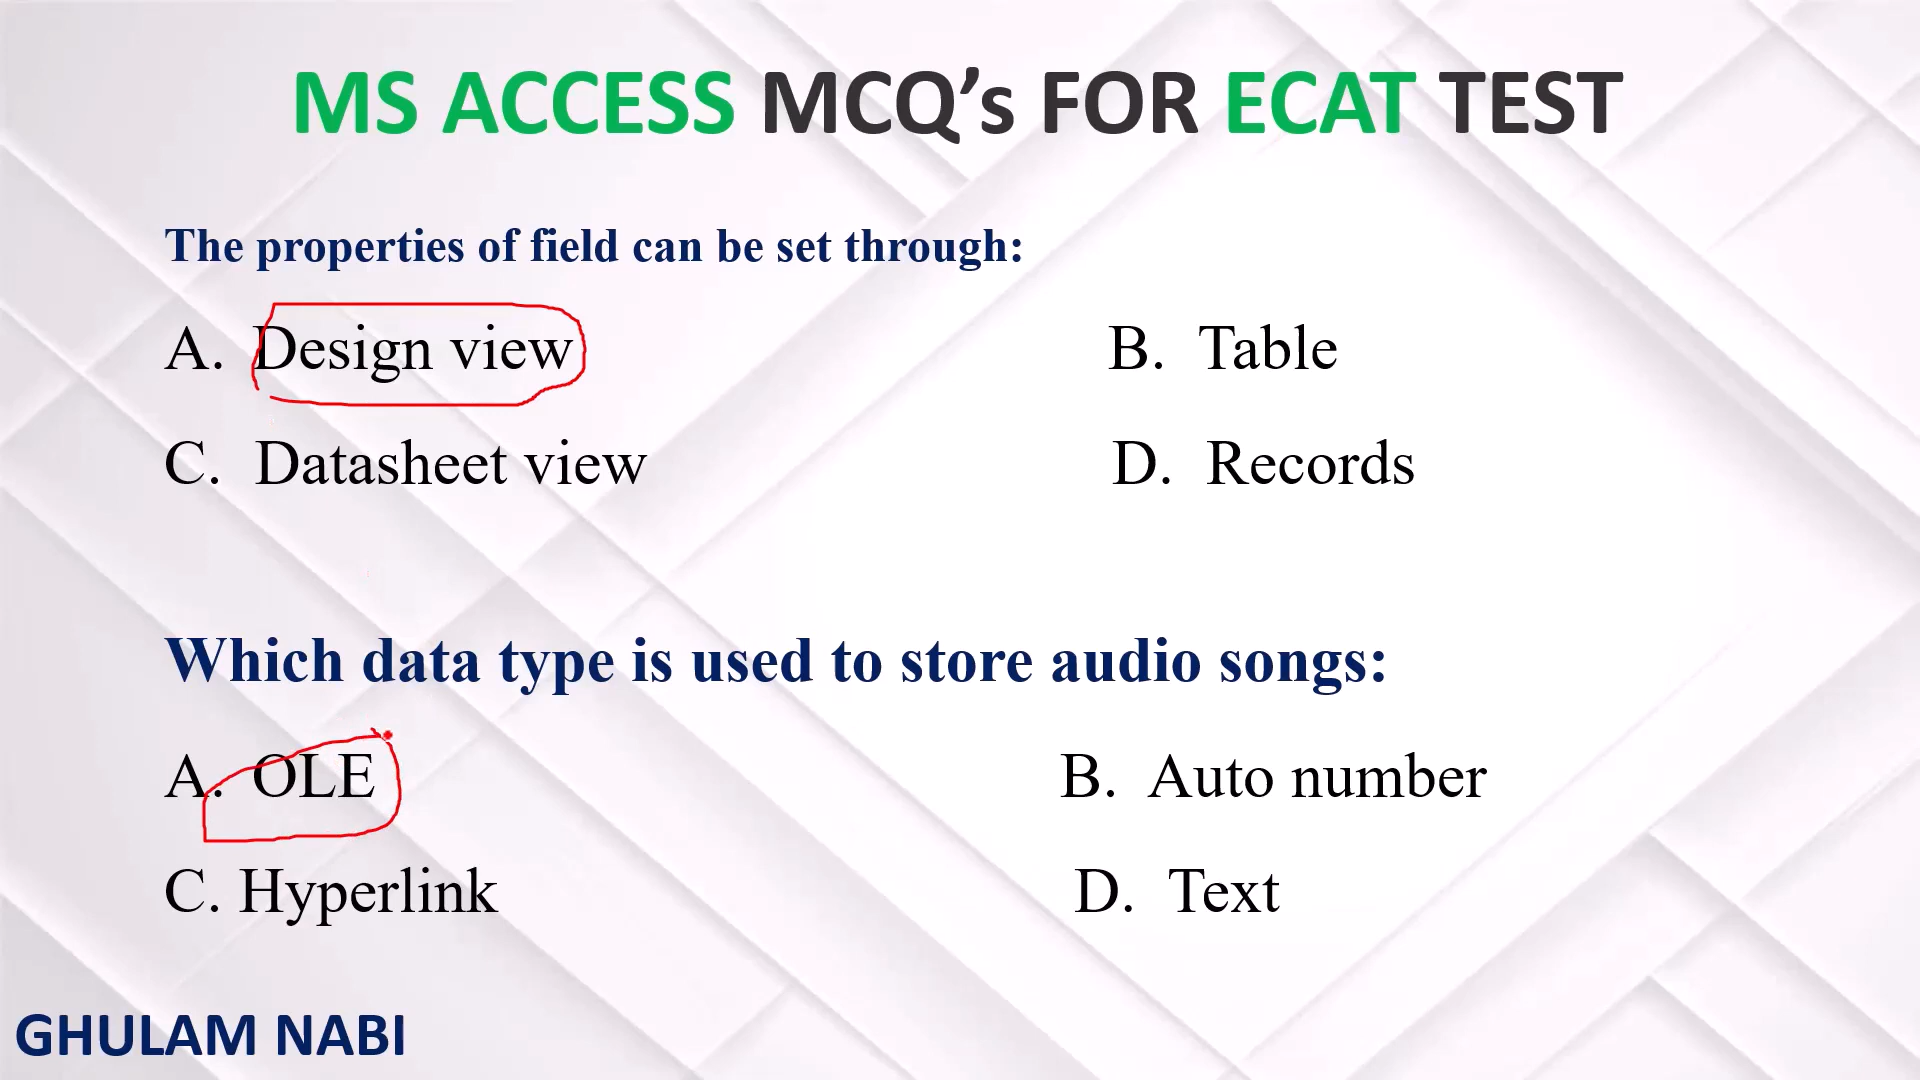 MS ACCESS MCQ’s FOR ECAT TEST
The properties of field can be set through:
A. Design view B. Table
C. Datasheet view D. Records
Which data type is used to store audio songs:
A. OLE B. Auto number
C. Hyperlink D. Text
GHULAM NABI